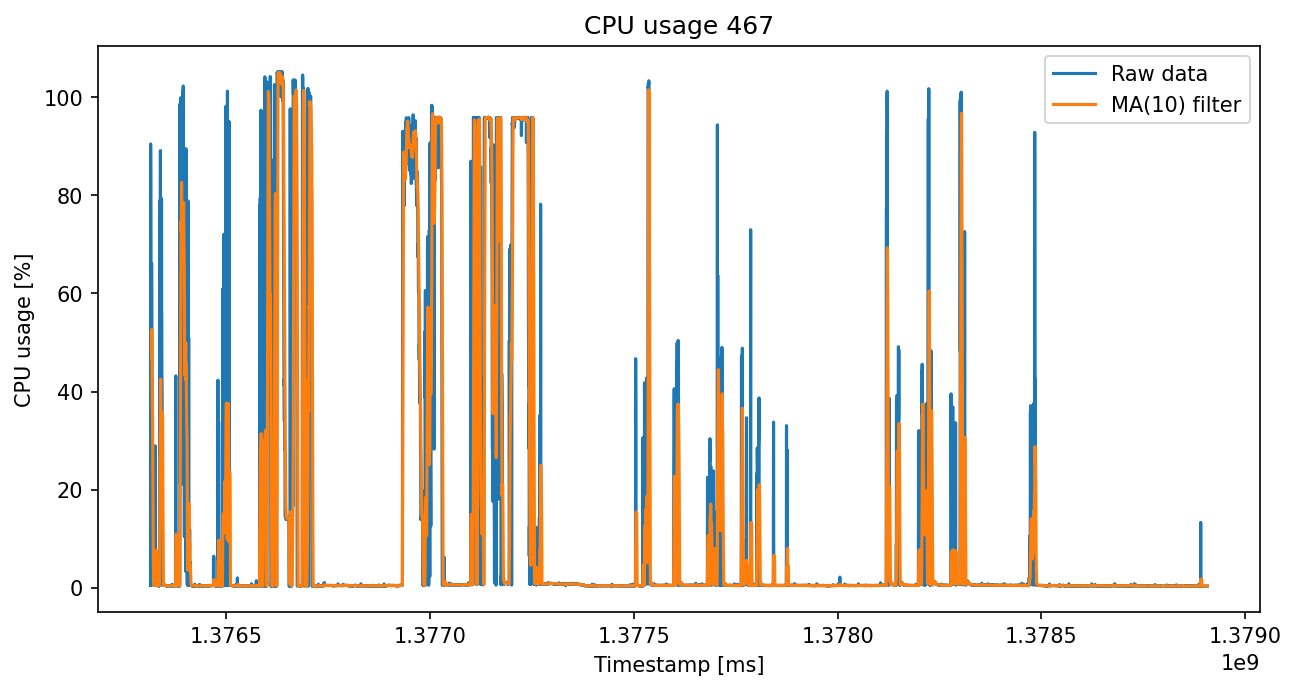 CPU usage 467
Raw data
MA(10) filter
CPU usage [%]
100
80
60
40
20
0
1.3765 1.3770 1.3775 1.3780 1.3785 1.3790
1e9
Timestamp [ms]